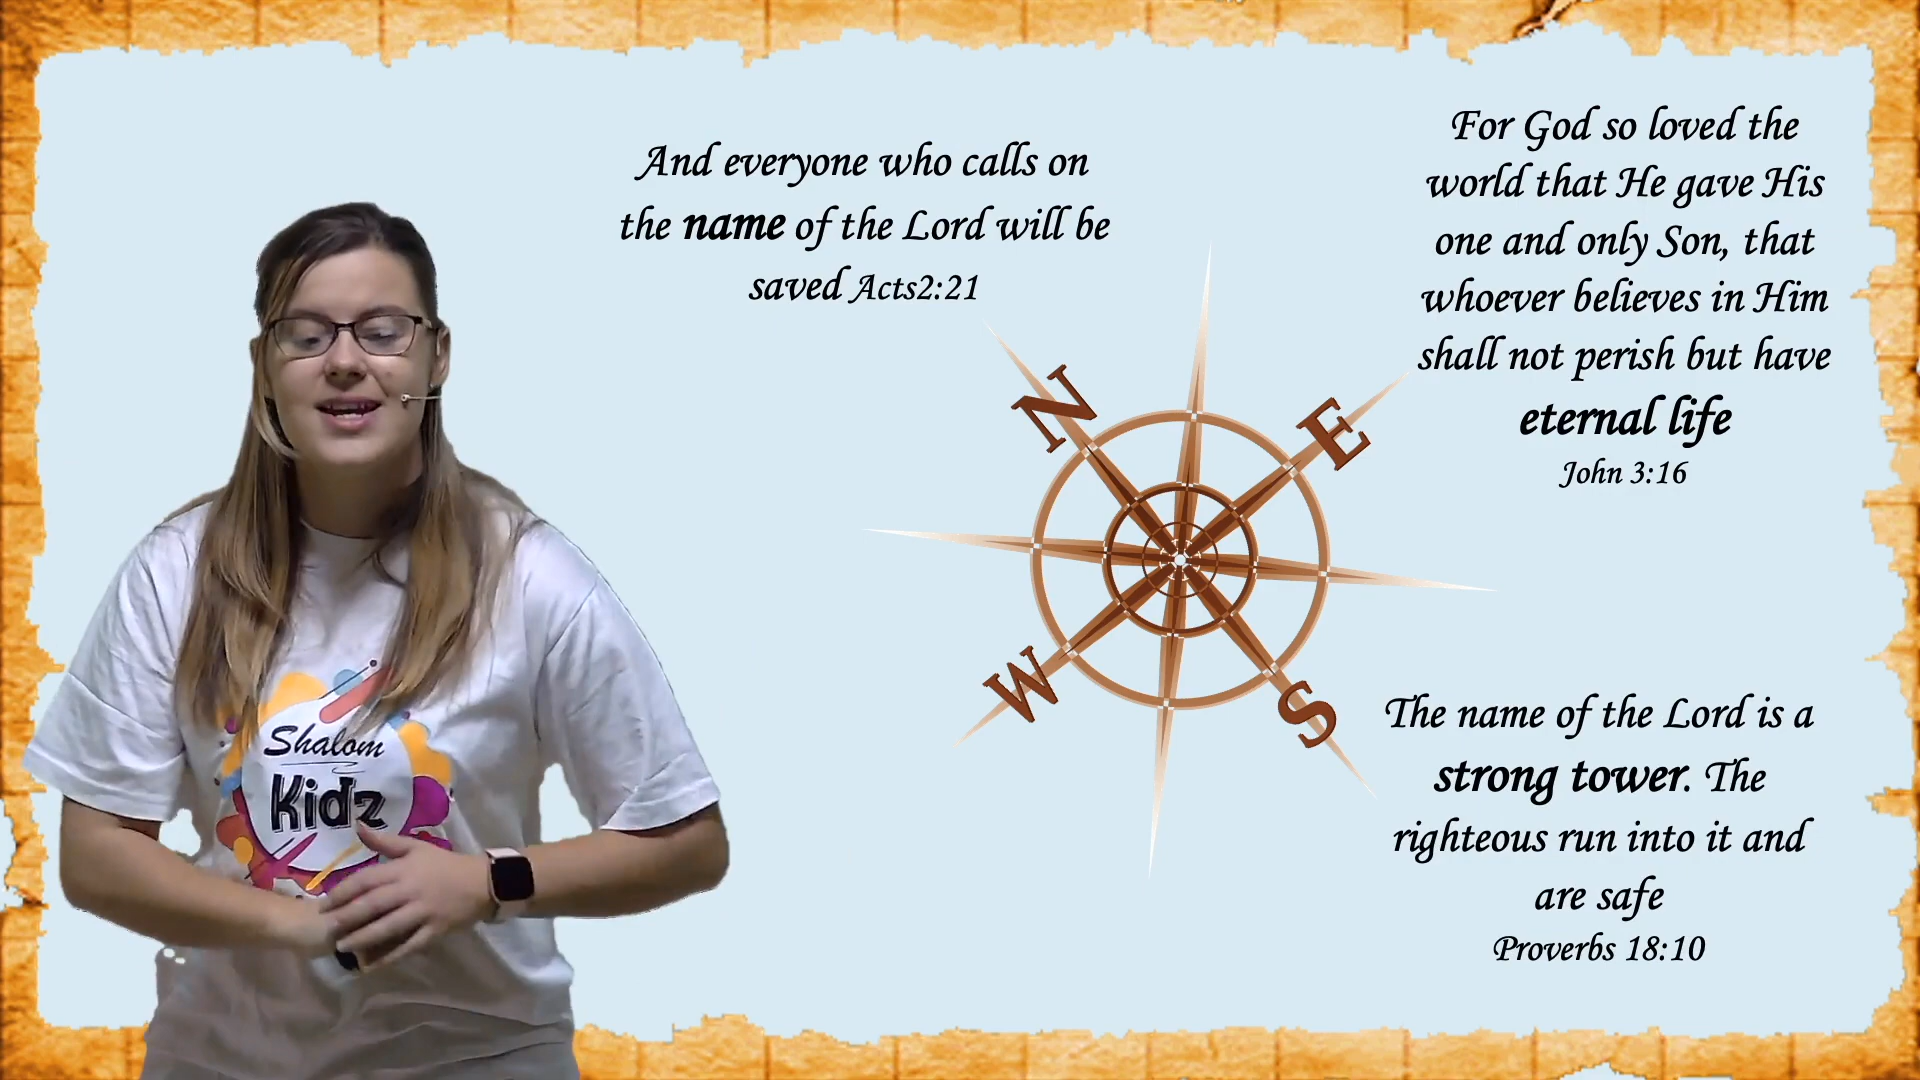 And everyone who calls on
the name of the Lord will be
saved Acts2:21
For God so loved the
world that He gave His
one and only Son, that
whoever believes in Him
shall not perish but have
eternal life
John 3:16
N
E
W
S
The name of the Lord is a
strong tower. The
righteous run into it and
are safe
Proverbs 18:10
Shalom
Kidz